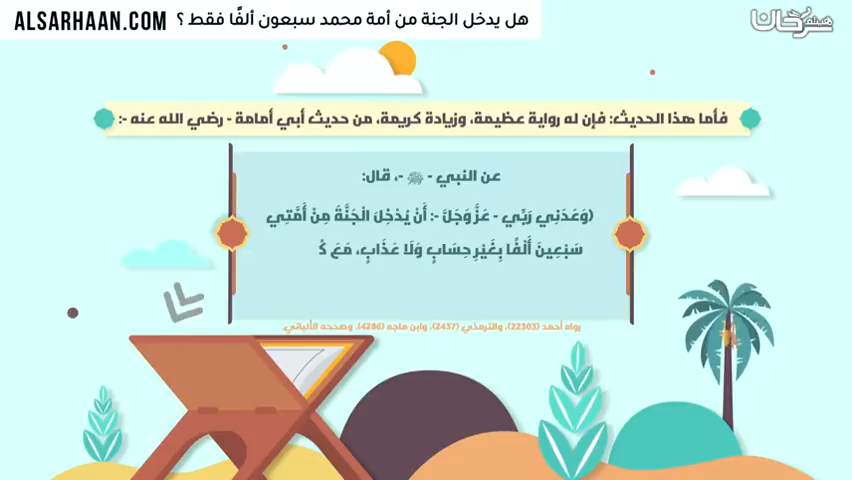 ALSARHAAN.COM
هل يدخل الجنة من أمة محمد سبعون ألفًا فقط ؟
هيثم سرحان
فأما هذا الحديث: فإن له رواية عظيمة، وزيادة كريمة، من حديث أبي أمامة - رضي الله عنه -:
عن النبي - ﷺ -، قال:
(وَعَدَنِي رَبِّي - عَزَّ وَجَلَّ -: أَنْ يُدْخِلَ الْجَنَّةَ مِنْ أُمَّتِي
سَبْعِينَ أَلْفًا بِغَيْرِ حِسَابٍ وَلَا عَذَابٍ، مَعَ كُ
رواه أحمد (22303)، والترمذي (2437)، وابن ماجه (4286)، وصححه الألباني.